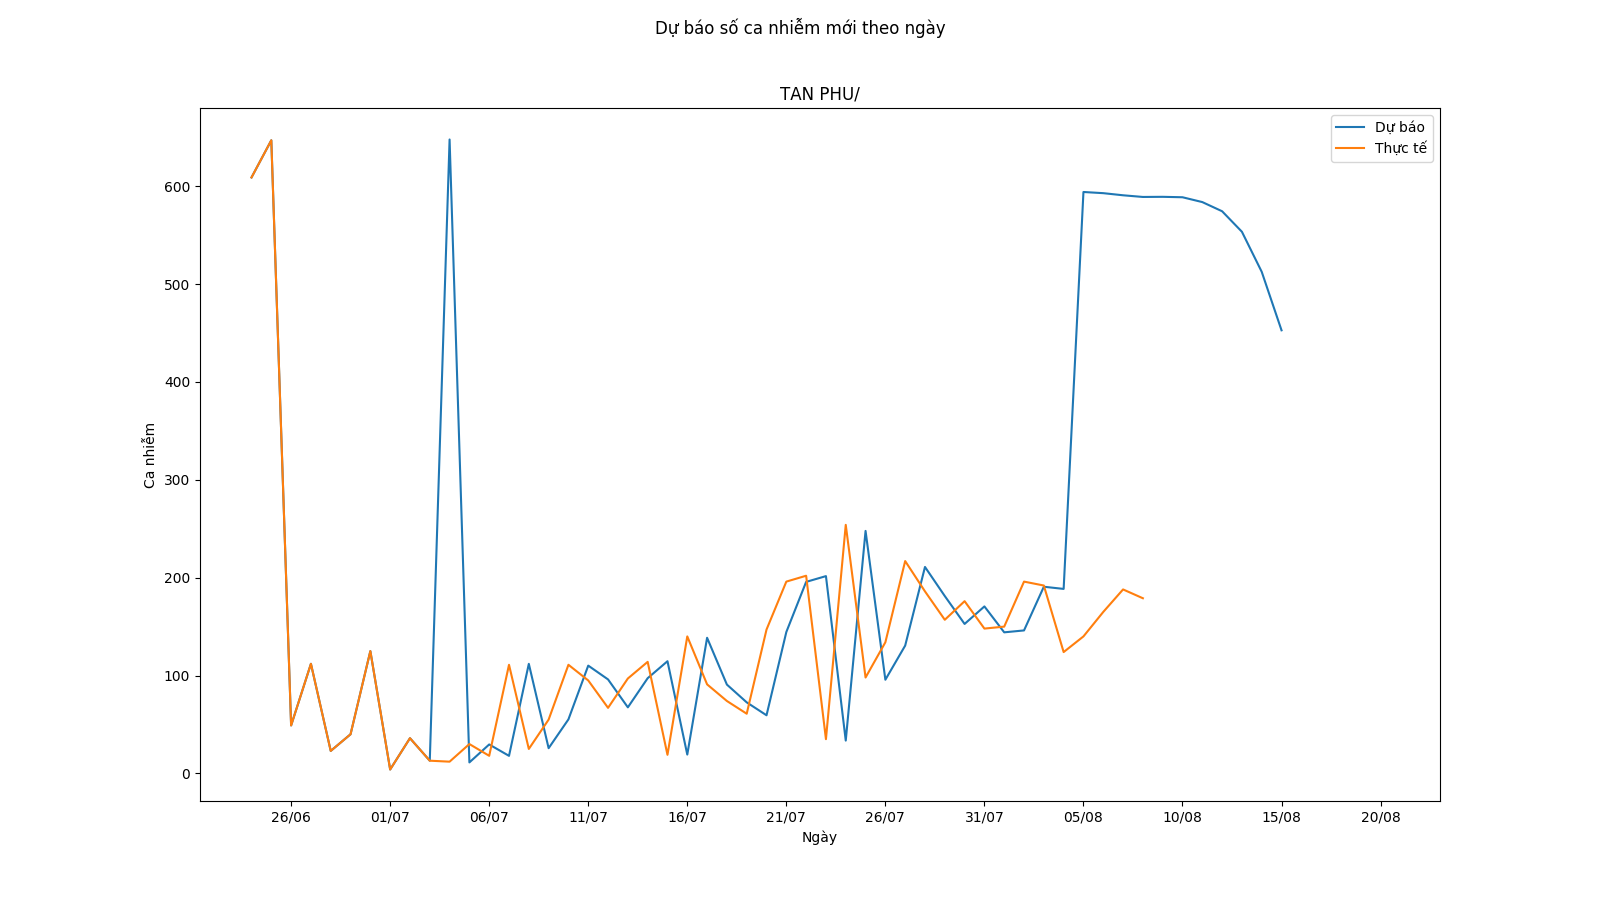 Dự báo số ca nhiễm mới theo ngày
TAN PHU/
Dự báo
Thực tế
600
500
400
300
200
100
0
Ca nhiễm
26/06 01/07 06/07 11/07 16/07 21/07 26/07 31/07 05/08 10/08 15/08 20/08
Ngày